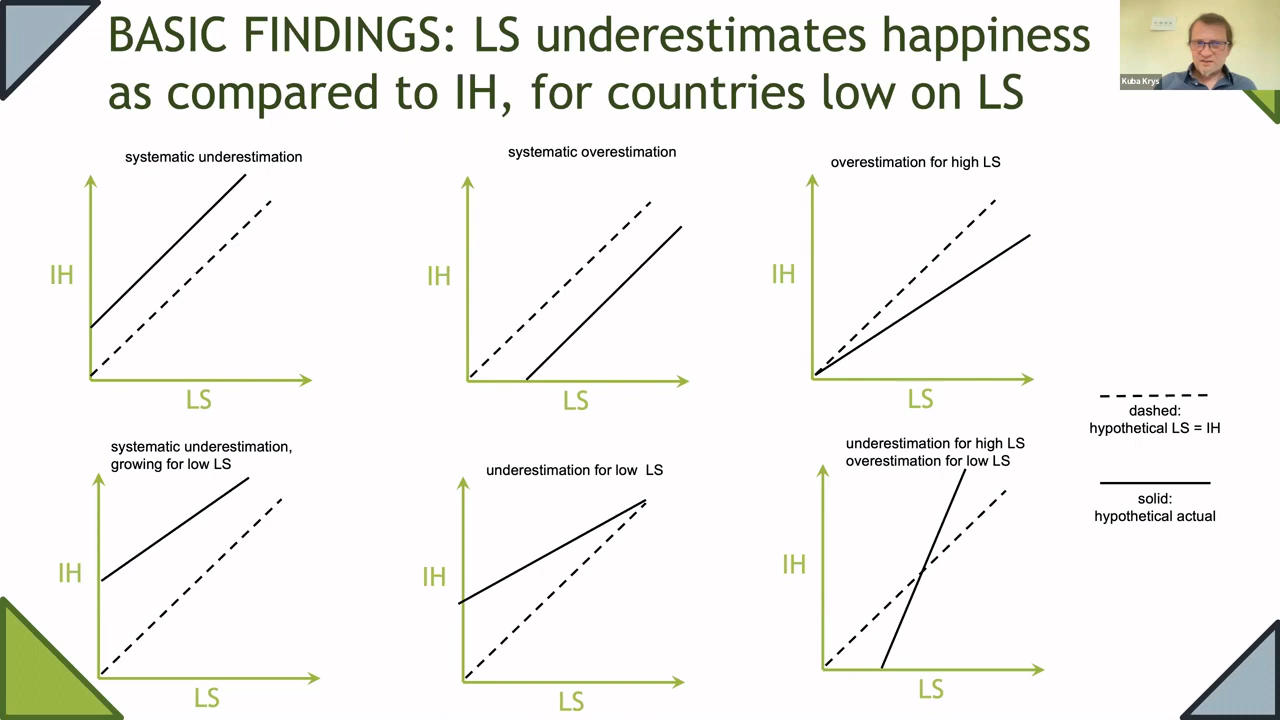 BASIC FINDINGS: LS underestimates happiness
as compared to IH, for countries low on LS
Kuba Krys
systematic underestimation
IH
LS
systematic overestimation
IH
LS
overestimation for high LS
IH
LS
systematic underestimation,
growing for low LS
IH
LS
underestimation for low LS
IH
LS
underestimation for high LS
overestimation for low LS
IH
LS
dashed:
hypothetical LS = IH
solid:
hypothetical actual